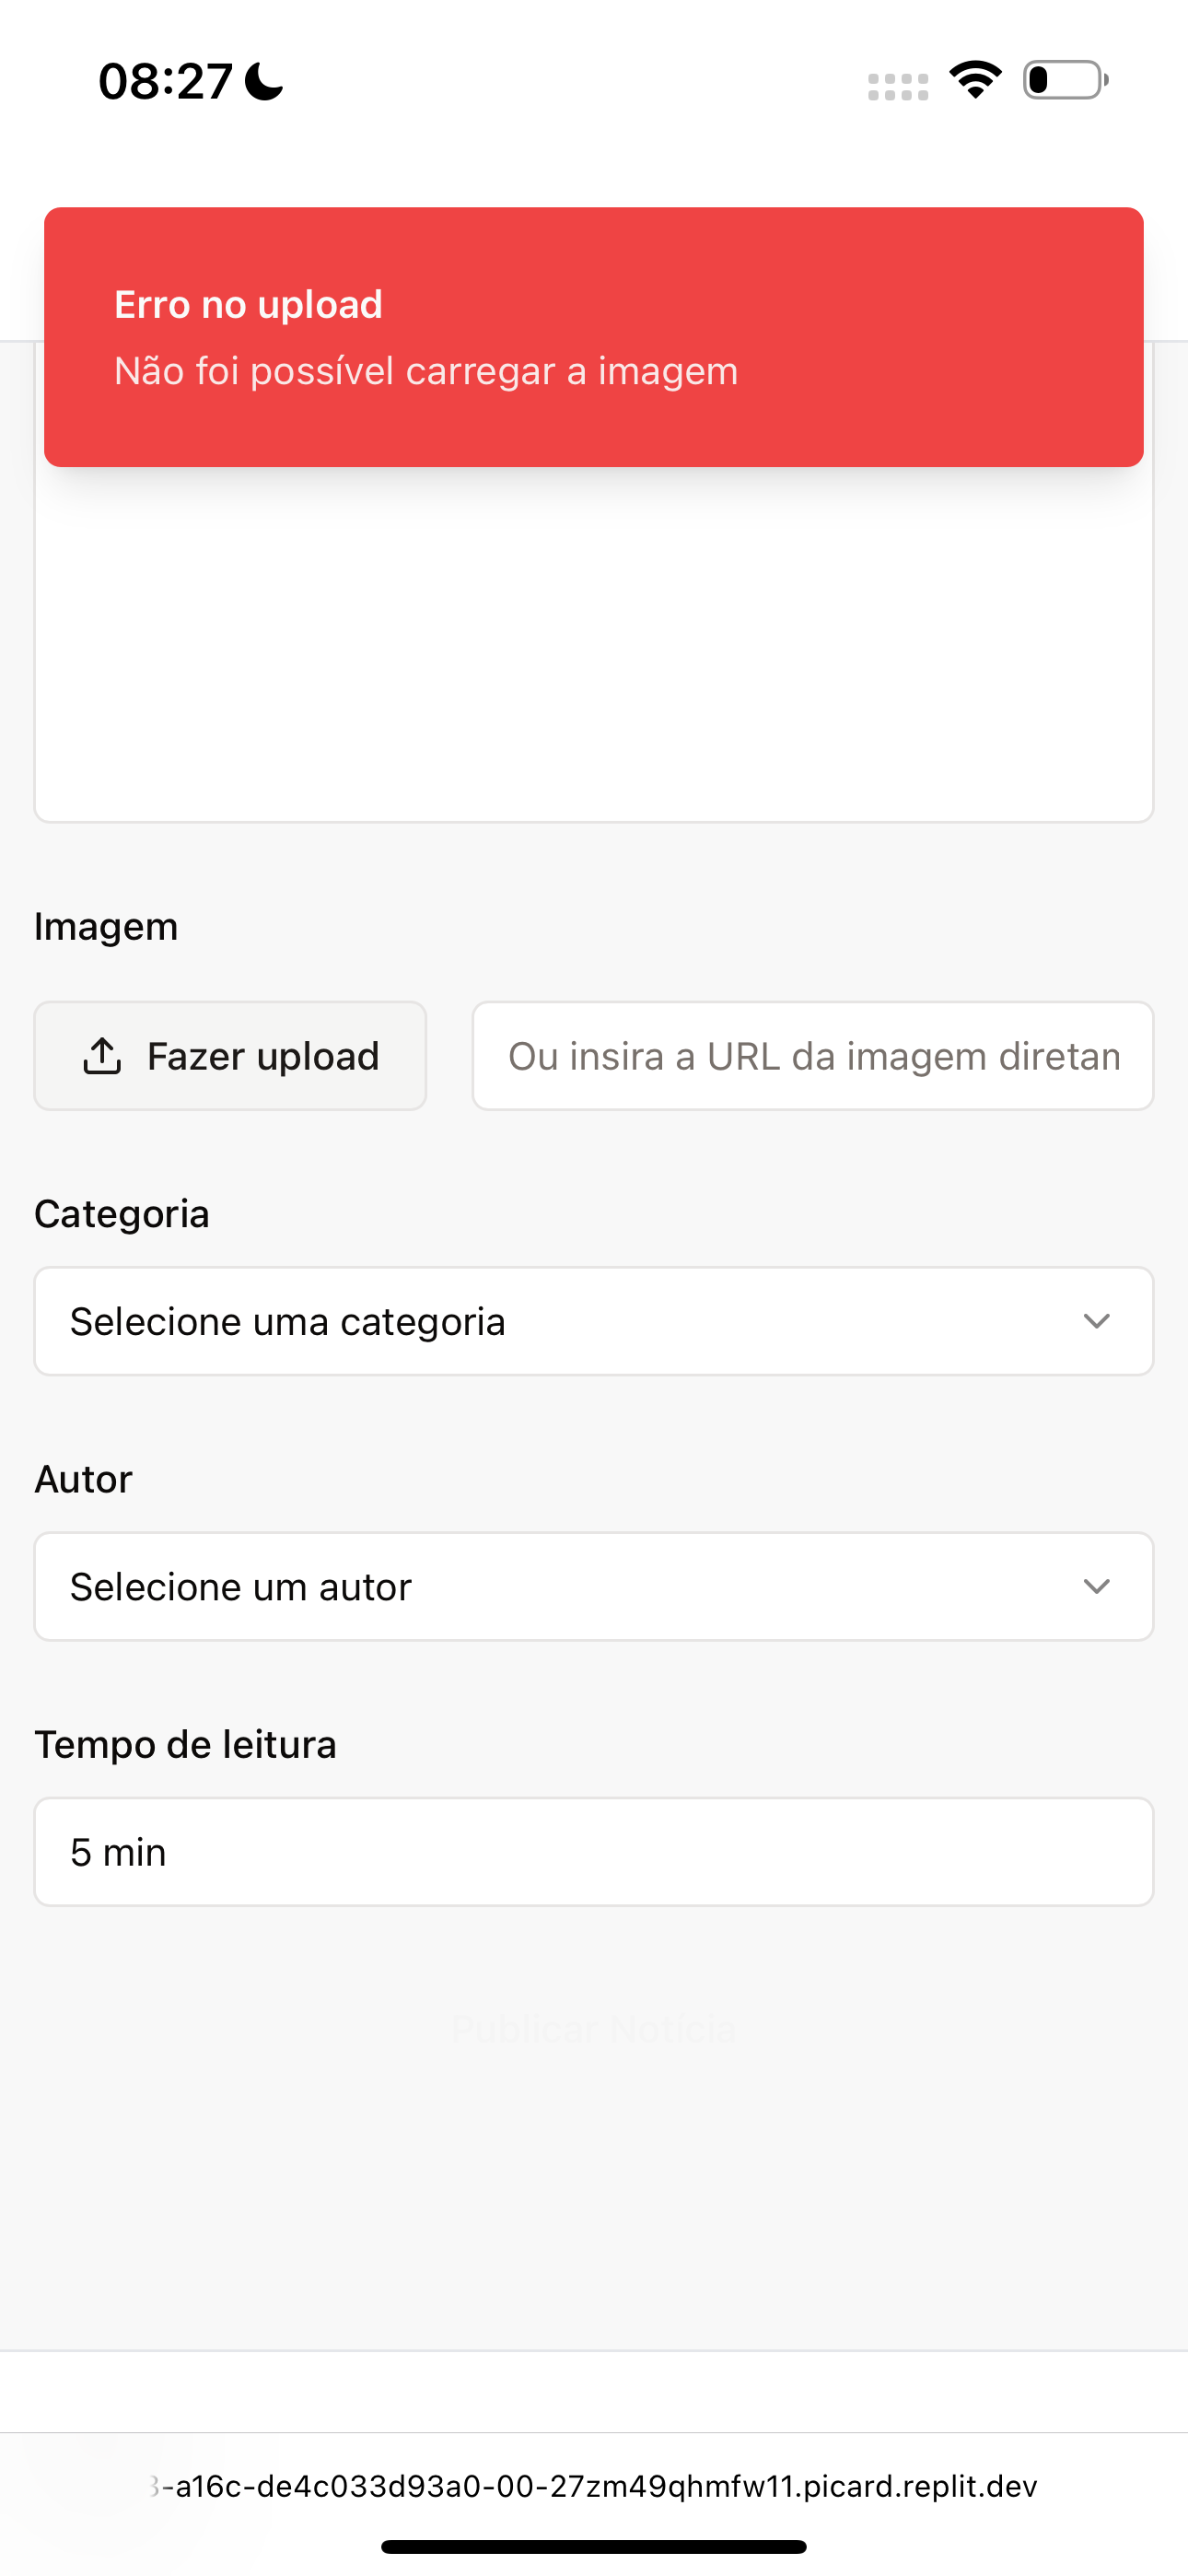 08:27
Erro no upload
Não foi possível carregar a imagem
Imagem
Fazer upload
Ou insira a URL da imagem diretan
Categoria
Selecione uma categoria
Autor
Selecione um autor
Tempo de leitura
5 min
Publicar Notícia
3-a16c-de4c033d93a0-00-27zm49qhmfw11.picard.replit.dev